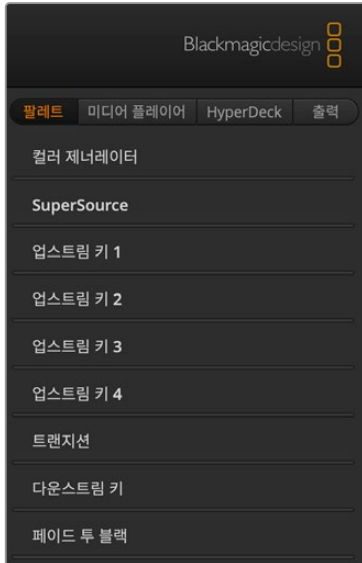 Blackmagicdesign
팔레트 미디어 플레이어 HyperDeck 출력
컬러 제너레이터
SuperSource
업스트림 키 1
업스트림 키 2
업스트림 키 3
업스트림 키 4
트랜지션
다운스트림 키
페이드 투 블랙